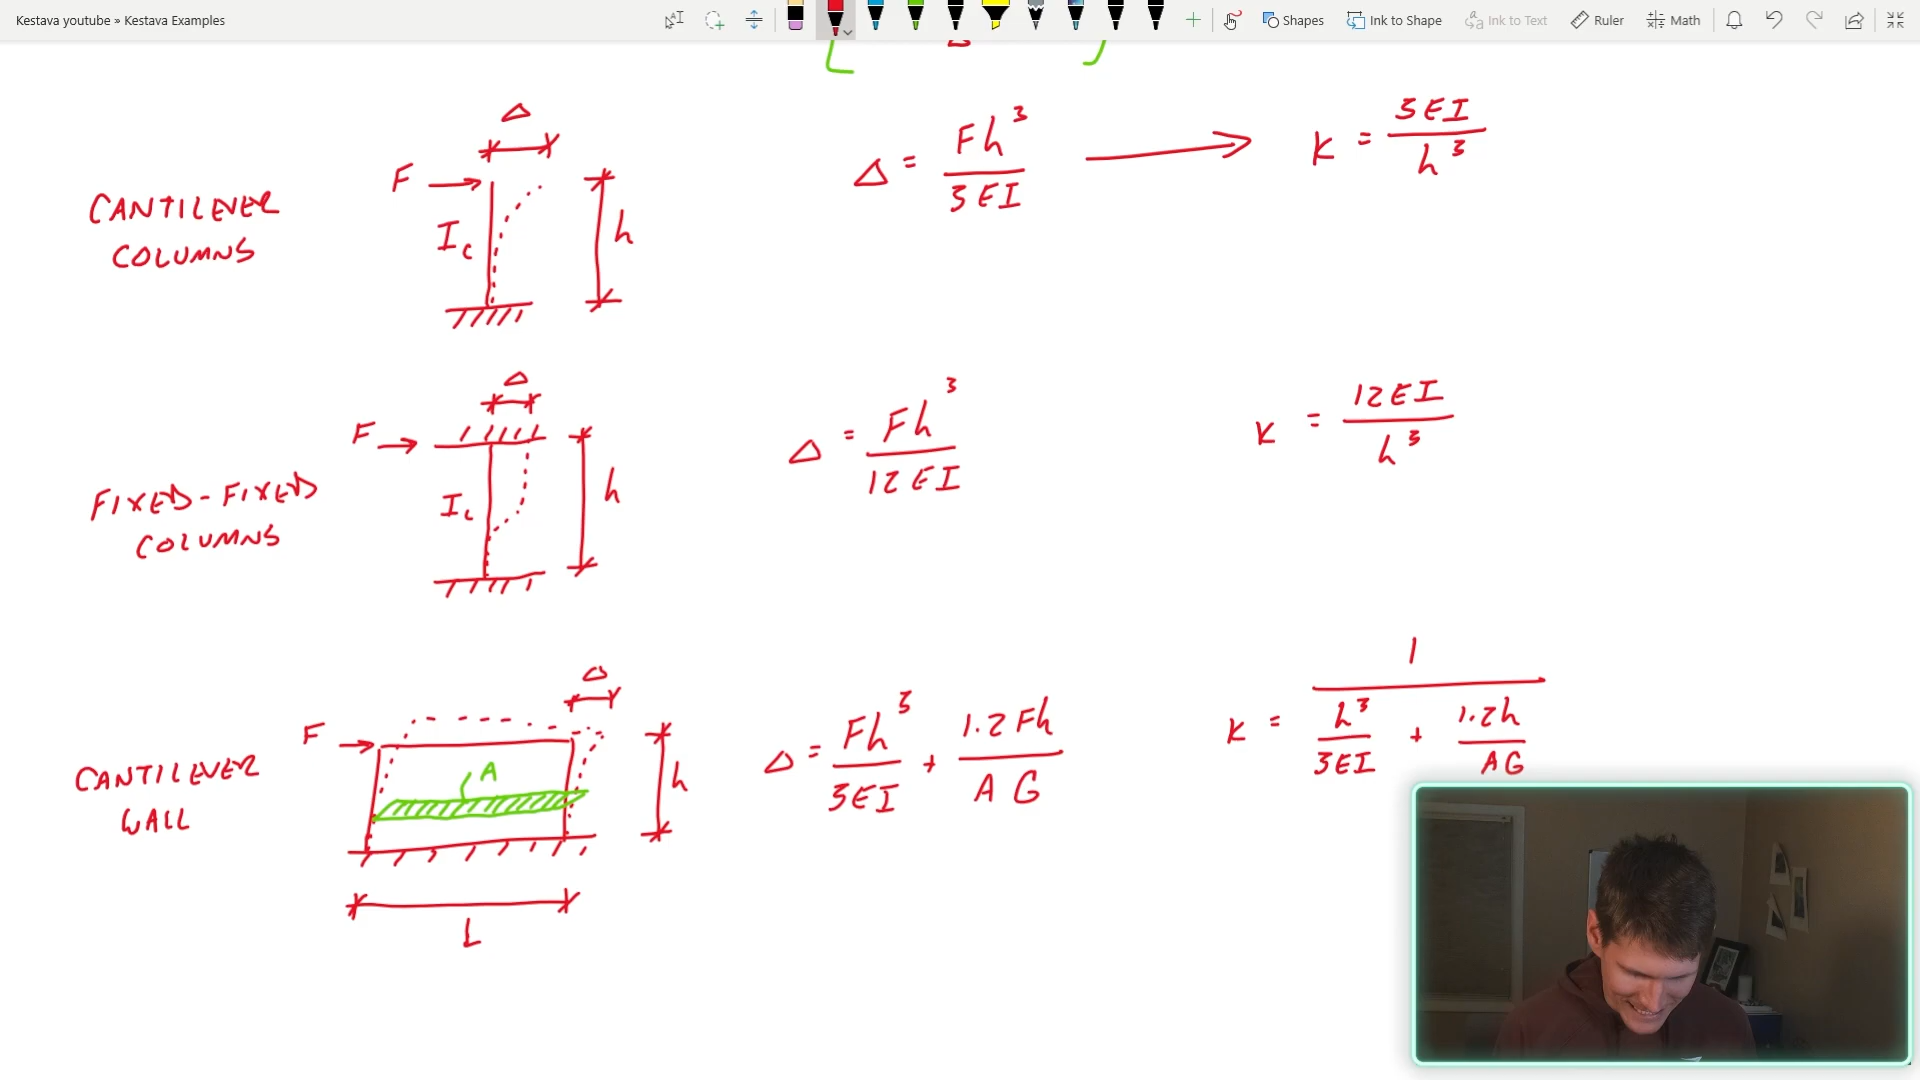 Kestava youtube » Kestava Examples
Shapes
Ink to Shape
Ink to Text
Ruler
Math
Δ
Δ
F
I_c
h
CANTILEVER
COLUMNS
Δ = Fh³ / 3EI
K = 3EI / h³
Δ
F
I_c
h
FIXED-FIXED
COLUMNS
Δ = Fh³ / 12EI
K = 12EI / h³
Δ
F
A
h
L
CANTILEVER
WALL
Δ = Fh³ / 3EI + 1.2Fh / AG
K = 1 / (h³ / 3EI + 1.2h / AG)